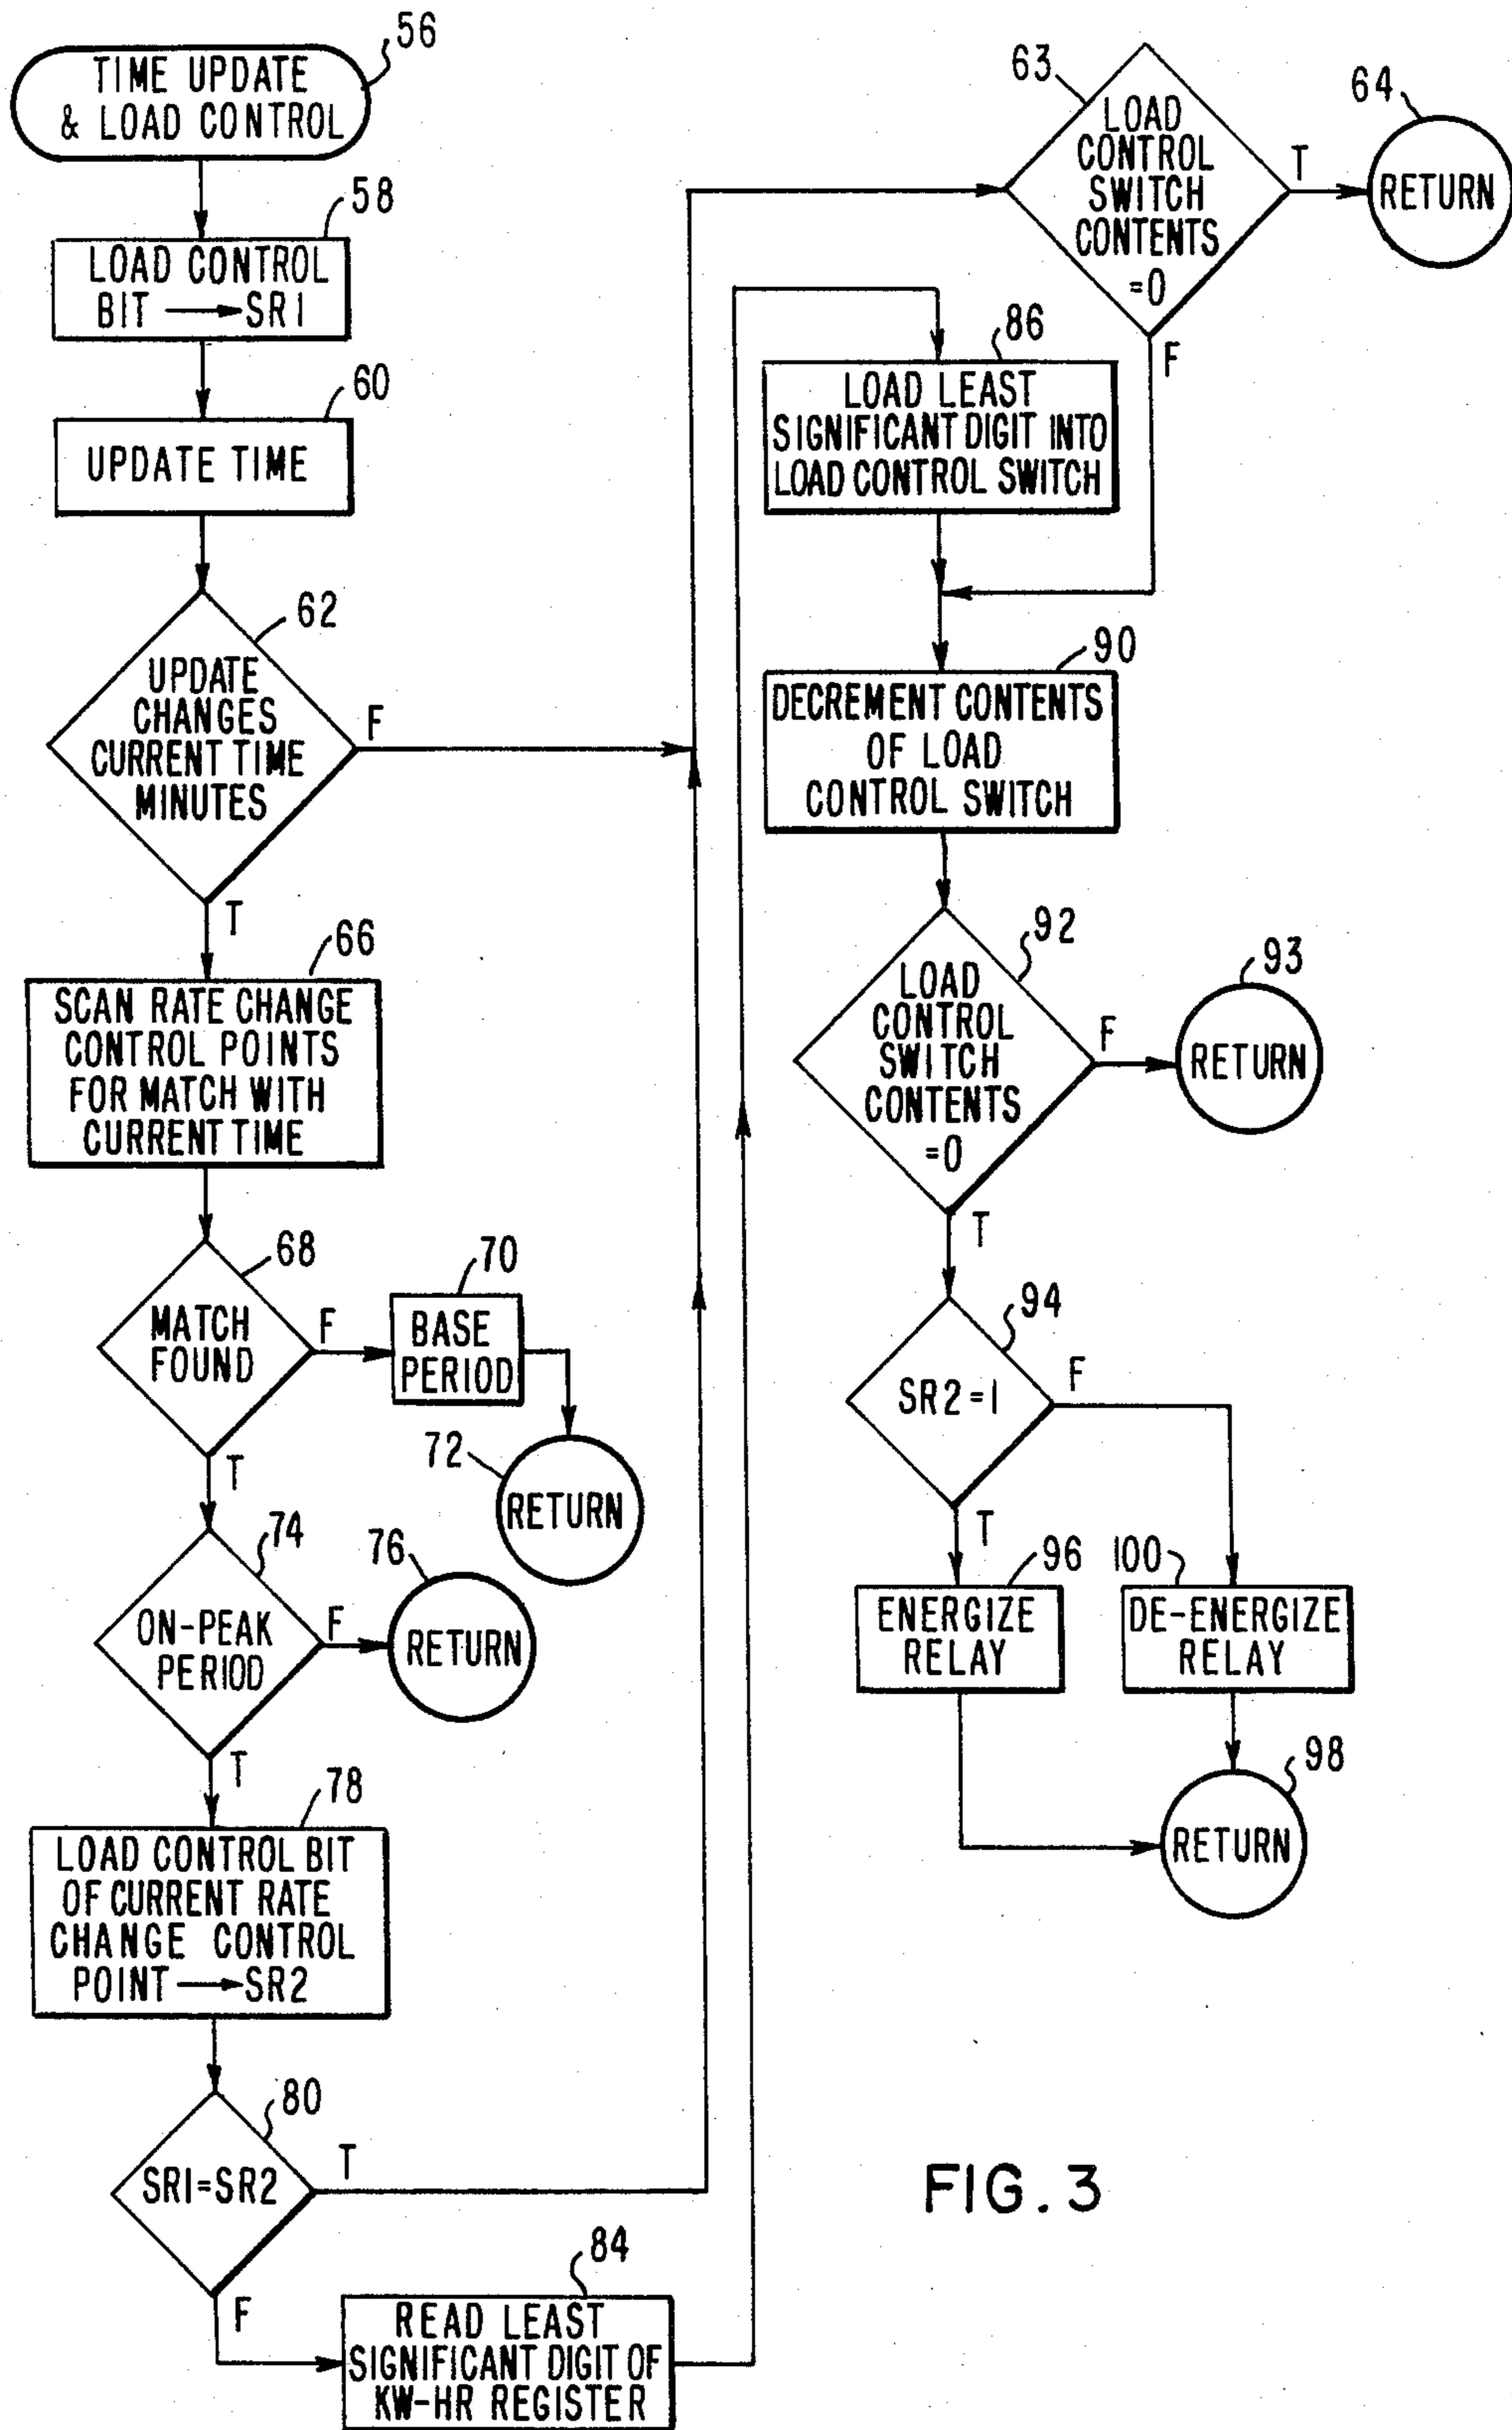 56
TIME UPDATE
& LOAD CONTROL
58
LOAD CONTROL
BIT → SR1
60
UPDATE TIME
62
UPDATE
CHANGES
CURRENT TIME
MINUTES
F
T
66
SCAN RATE CHANGE
CONTROL POINTS
FOR MATCH WITH
CURRENT TIME
68
MATCH
FOUND
F
T
70
BASE
PERIOD
72
RETURN
74
ON-PEAK
PERIOD
F
T
76
RETURN
78
LOAD CONTROL BIT
OF CURRENT RATE
CHANGE CONTROL
POINT → SR2
80
SR1=SR2
T
F
84
READ LEAST
SIGNIFICANT DIGIT OF
KW-HR REGISTER
63
LOAD
CONTROL
SWITCH
CONTENTS
=0
T
F
64
RETURN
86
LOAD LEAST
SIGNIFICANT DIGIT INTO
LOAD CONTROL SWITCH
90
DECREMENT CONTENTS
OF LOAD
CONTROL SWITCH
92
LOAD
CONTROL
SWITCH
CONTENTS
=0
F
T
93
RETURN
94
SR2=1
F
T
96
ENERGIZE
RELAY
100
DE-ENERGIZE
RELAY
98
RETURN
FIG. 3